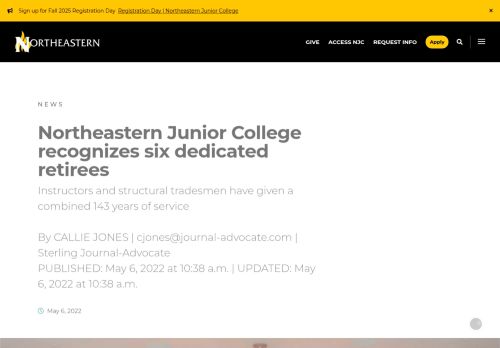 Sign up for Fall 2025 Registration Day Registration Day | Northeastern Junior College ×
NORTHEASTERN GIVE ACCESS NJC REQUEST INFO Apply
NEWS
Northeastern Junior College
recognizes six dedicated
retirees
Instructors and structural tradesmen have given a
combined 143 years of service
By CALLIE JONES | cjones@journal-advocate.com |
Sterling Journal-Advocate
PUBLISHED: May 6, 2022 at 10:38 a.m. | UPDATED: May
6, 2022 at 10:38 a.m.
May 6, 2022